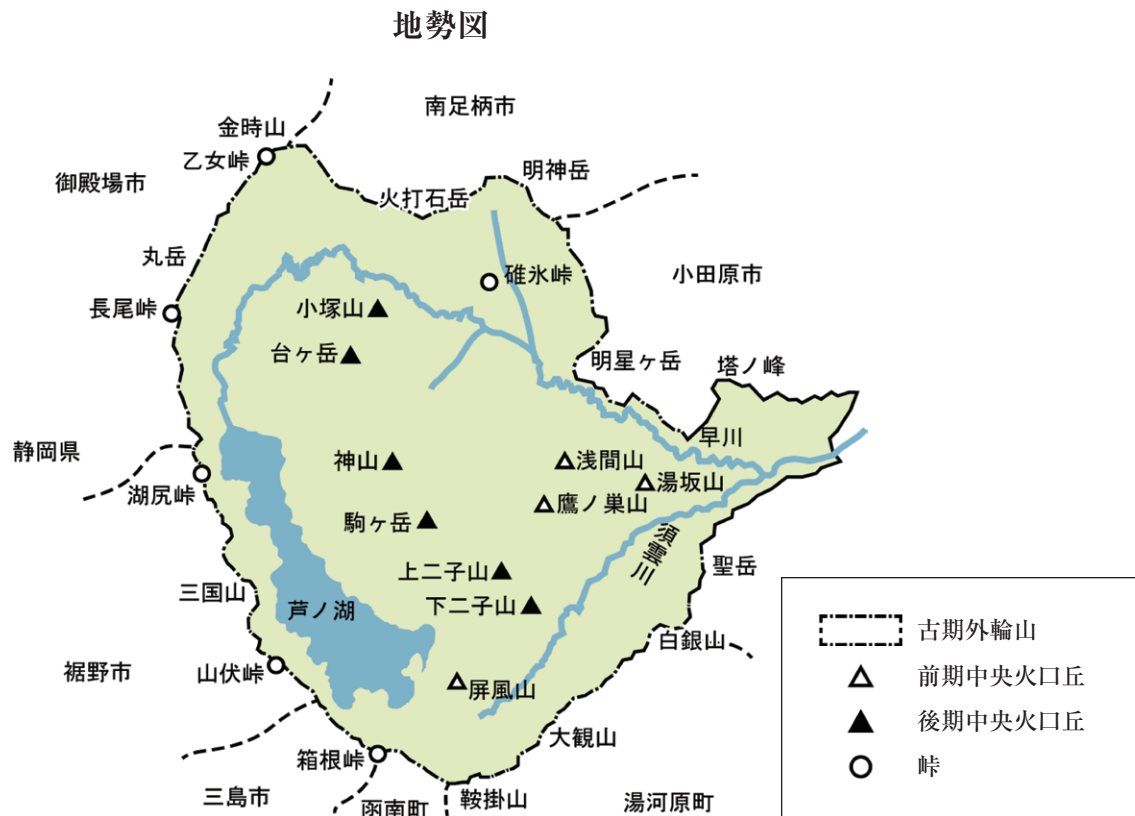 地勢図
南足柄市
金時山
乙女峠
明神岳
御殿場市
火打石岳
丸岳
碓氷峠
小田原市
長尾峠
小塚山
台ヶ岳
明星ヶ岳
塔ノ峰
早川
静岡県
神山
浅間山
湯坂山
湖尻峠
鷹ノ巣山
駒ヶ岳
須雲川
聖岳
上二子山
三国山
芦ノ湖
下二子山
白銀山
裾野市
山伏峠
屏風山
大観山
箱根峠
三島市
函南町
鞍掛山
湯河原町
古期外輪山
前期中央火口丘
後期中央火口丘
峠